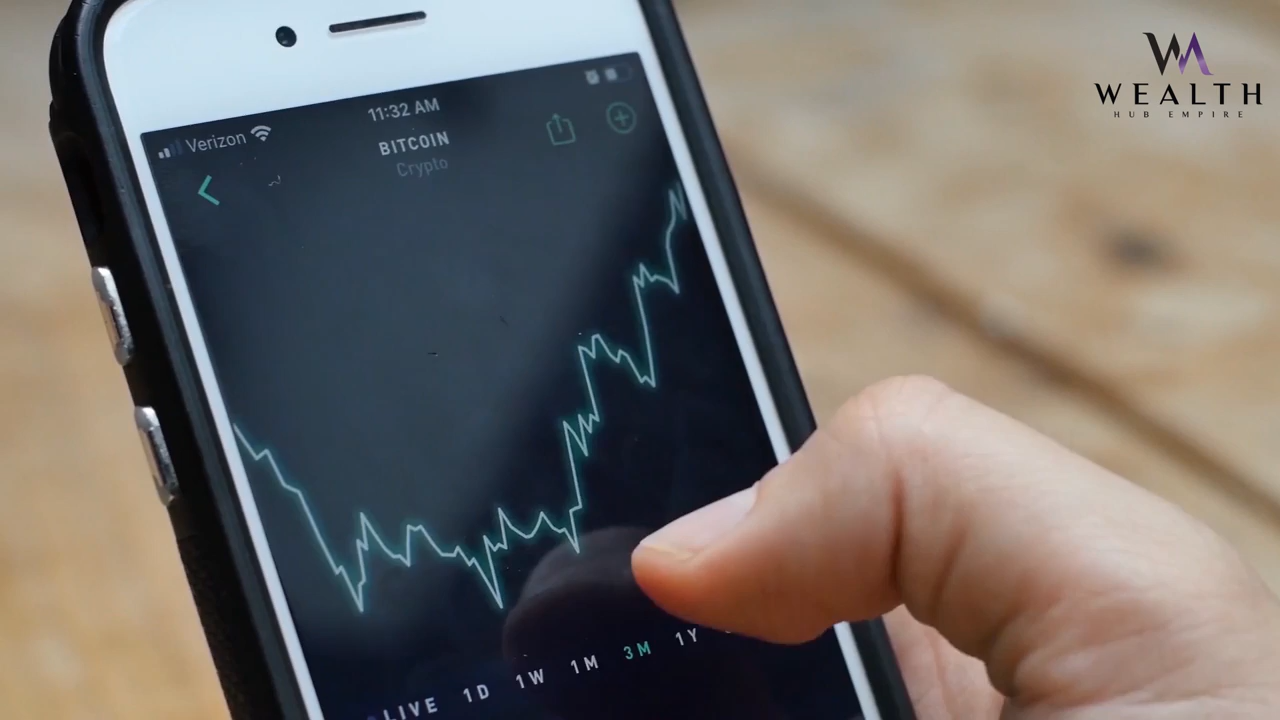 11:32 AM
Verizon
BITCOIN
Crypto
LIVE 1D 1W 1M 3M 1Y
WEALTH
HUB EMPIRE